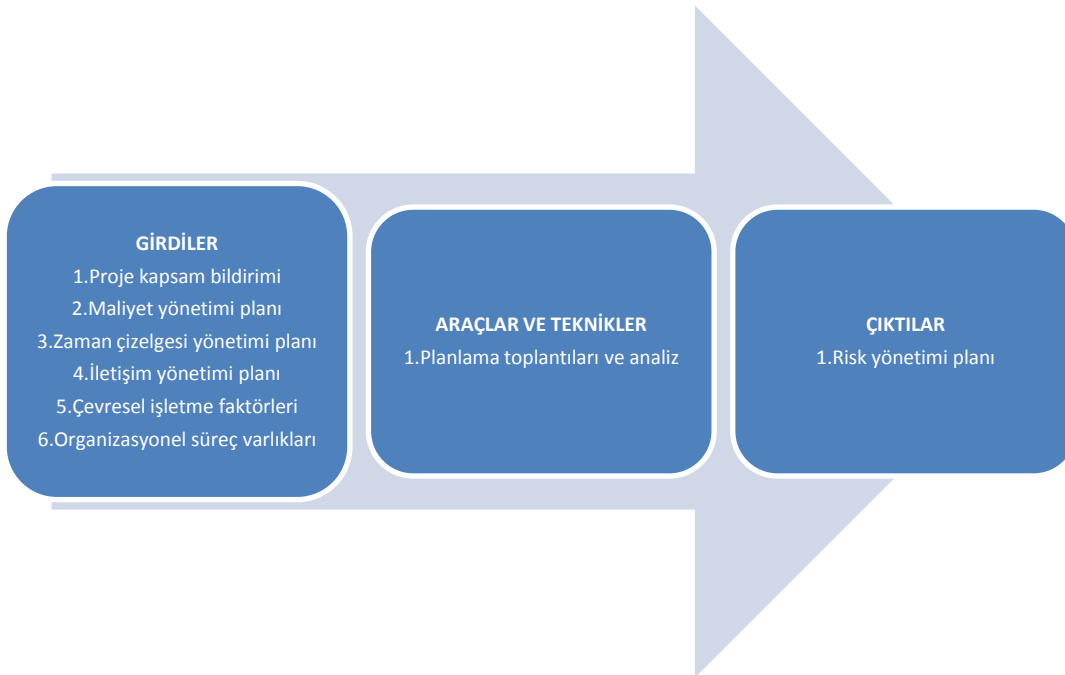 GİRDİLER
1.Proje kapsam bildirimi
2.Maliyet yönetimi planı
3.Zaman çizelgesi yönetimi planı
4.İletişim yönetimi planı
5.Çevresel işletme faktörleri
6.Organizasyonel süreç varlıkları
ARAÇLAR VE TEKNİKLER
1.Planlama toplantıları ve analiz
ÇIKTILAR
1.Risk yönetimi planı